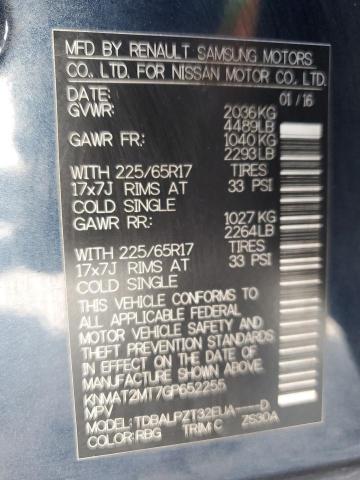 MFD BY RENAULT SAMSUNG MOTORS
CO., LTD. FOR NISSAN MOTOR CO., LTD.
DATE: 01/16
GVWR: 2036KG
4489LB
GAWR FR: 1040KG
2293LB
WITH 225/65R17 TIRES
17x7J RIMS AT 33 PSI
COLD SINGLE
GAWR RR: 1027KG
2264LB
WITH 225/65R17 TIRES
17x7J RIMS AT 33 PSI
COLD SINGLE
THIS VEHICLE CONFORMS TO
ALL APPLICABLE FEDERAL
MOTOR VEHICLE SAFETY AND
THEFT PREVENTION STANDARDS
IN EFFECT ON THE DATE OF
MANUFACTURE SHOWN ABOVE.
KNMAT2MT7GP652255
MPV
MODEL:TDBALPZT32EUA-----D
COLOR:RBG TRIM:C ZS30A